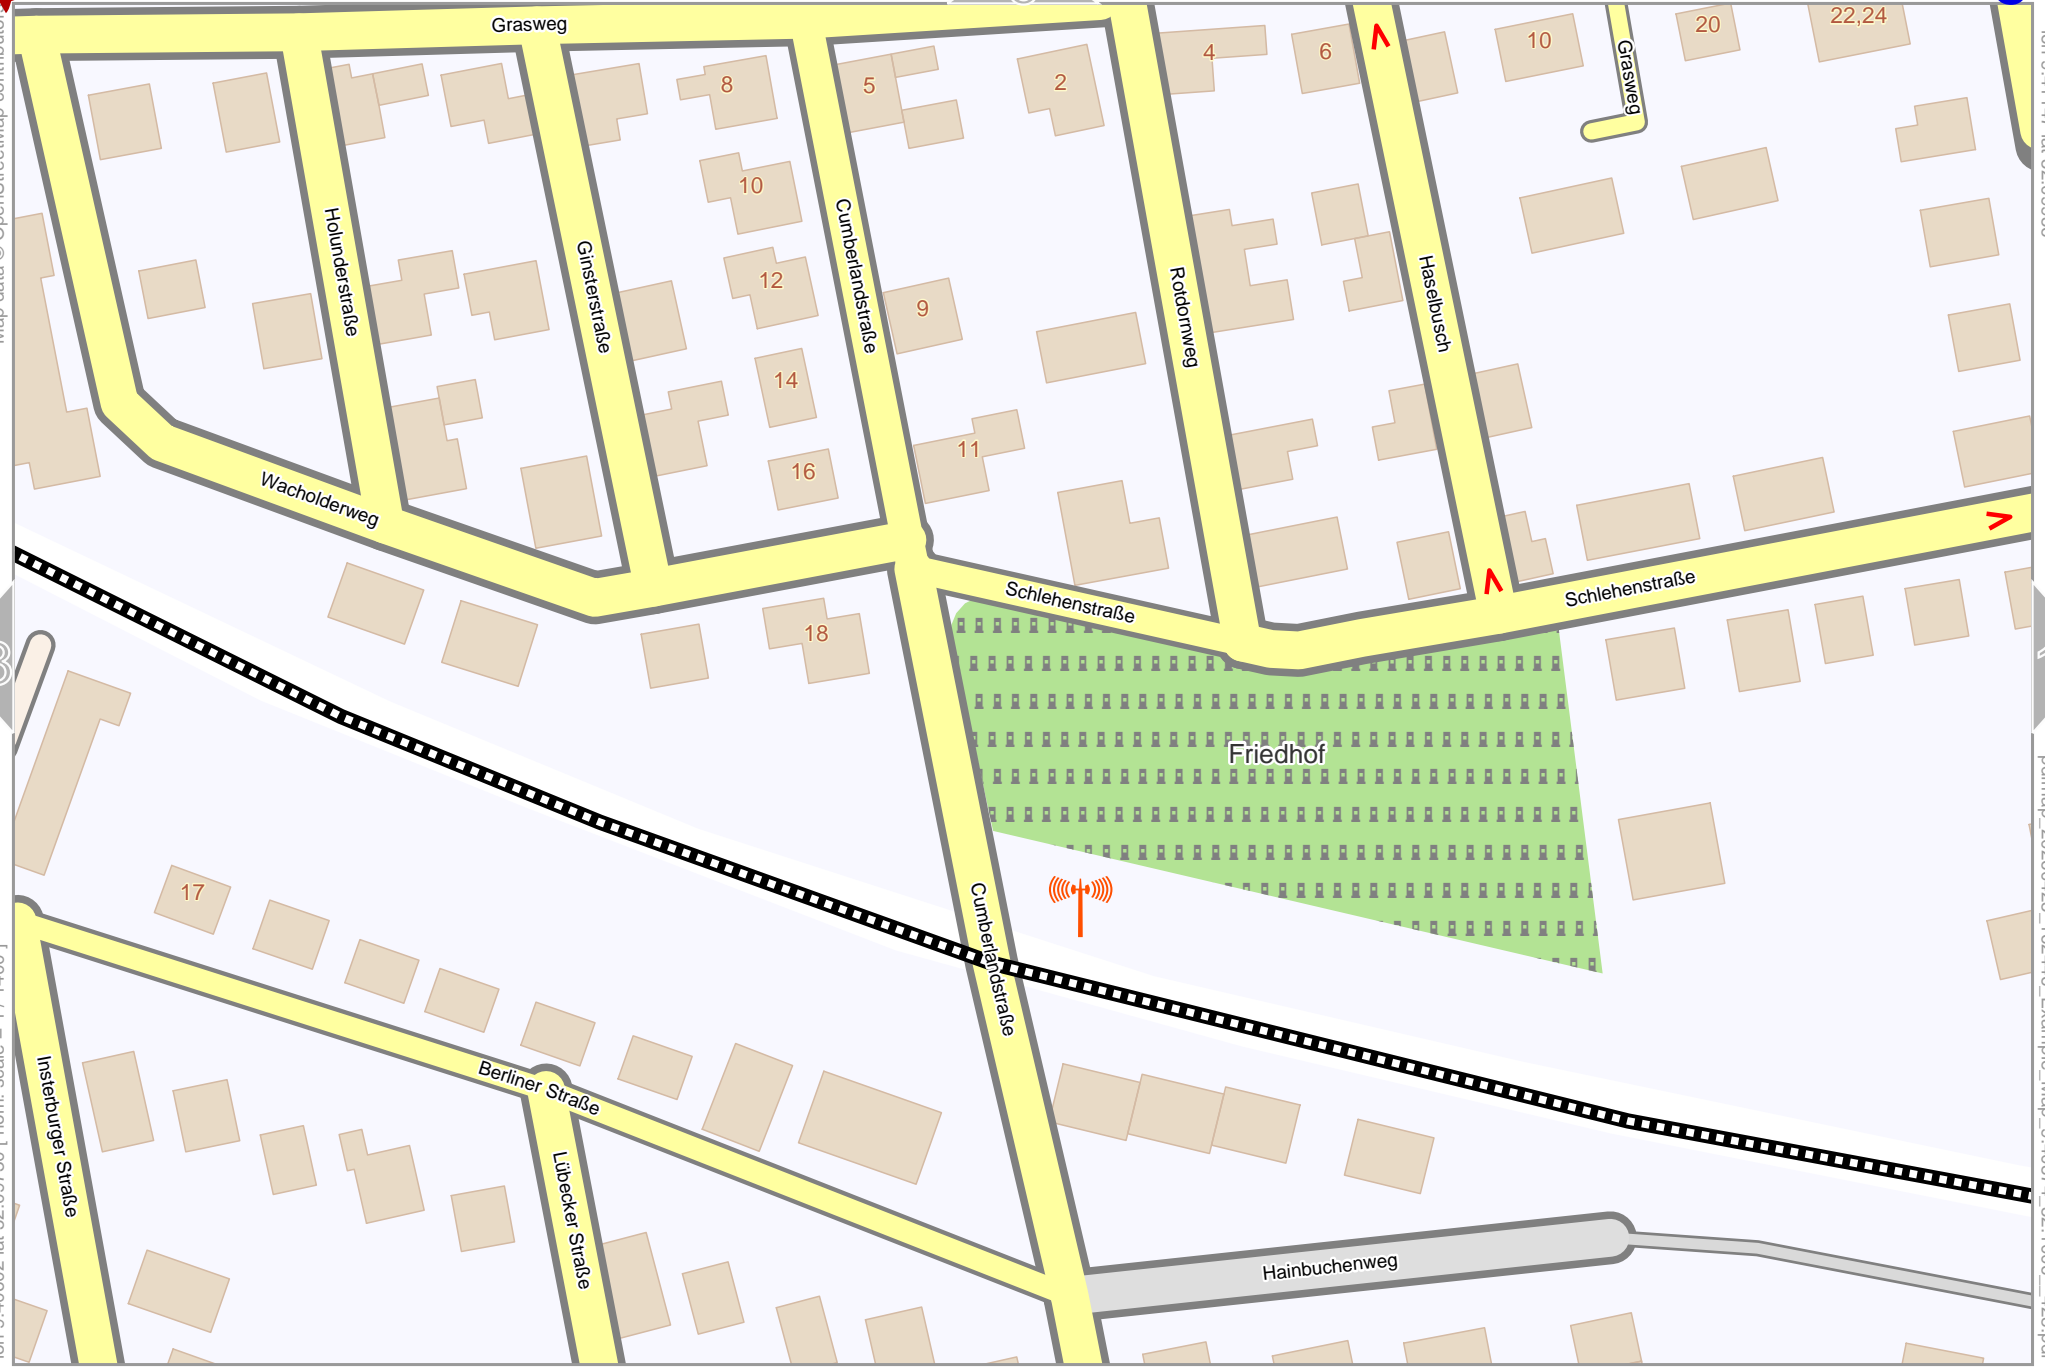 Grasweg
4
6
10
20
22,24
Grasweg
8
5
2
10
Holunderstraße
Ginsterstraße
Cumberlandstraße
Rotdornweg
Haselbusch
12
9
14
11
16
Wacholderweg
Schlehenstraße
Schlehenstraße
18
Friedhof
17
Cumberlandstraße
Berliner Straße
Insterburger Straße
Lübecker Straße
Hainbuchenweg